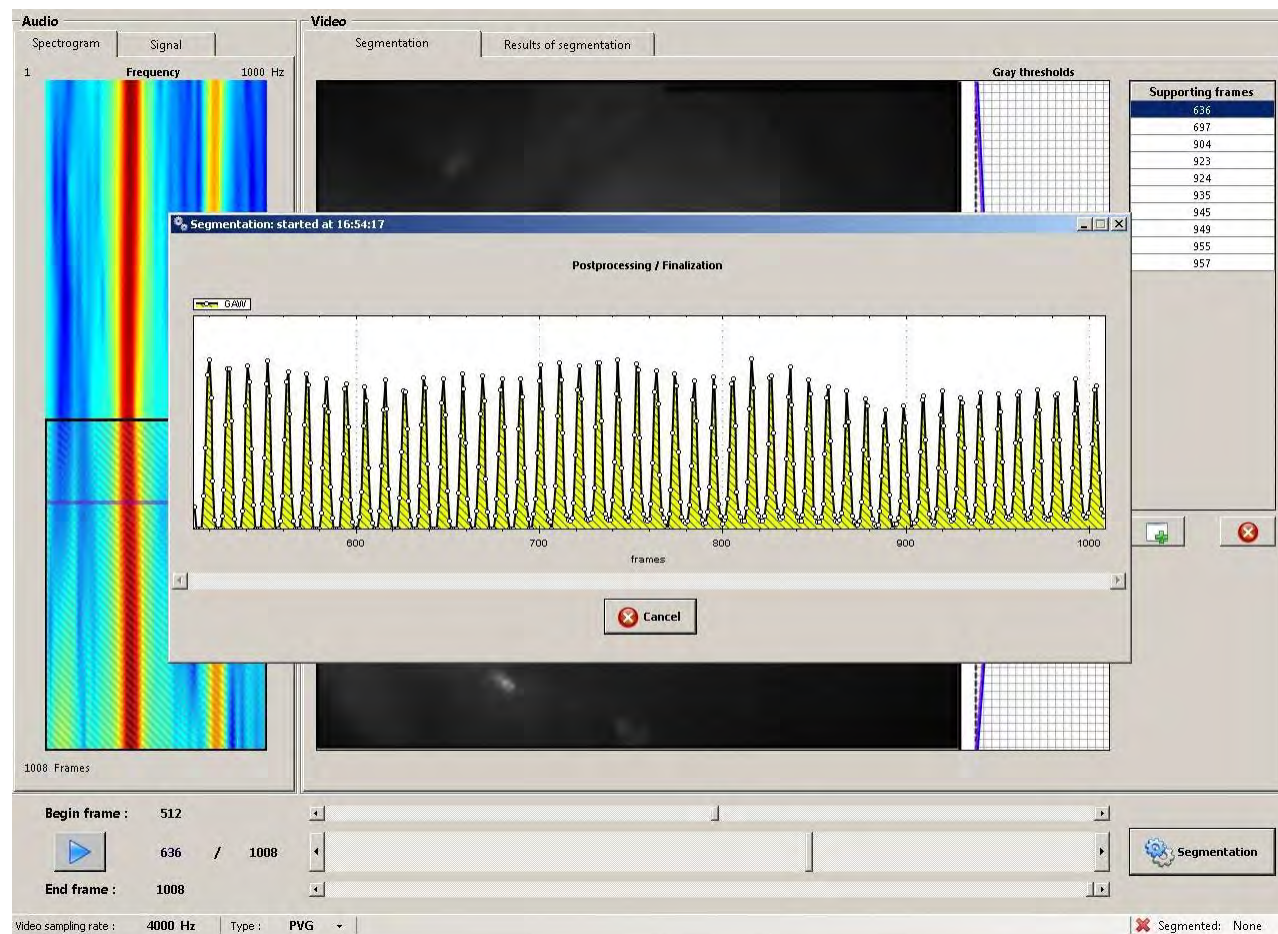 Audio
Video
Spectrogram
Signal
Segmentation
Results of segmentation
1
Frequency
1000 Hz
Gray thresholds
Supporting frames
636
697
904
923
924
935
945
949
955
957
Segmentation: started at 16:54:17
Postprocessing / Finalization
GAW
600
700
800
900
1000
frames
Cancel
1008 Frames
Begin frame : 512
636 / 1008
End frame : 1008
Segmentation
Video sampling rate : 4000 Hz
Type : PVG
Segmented: None